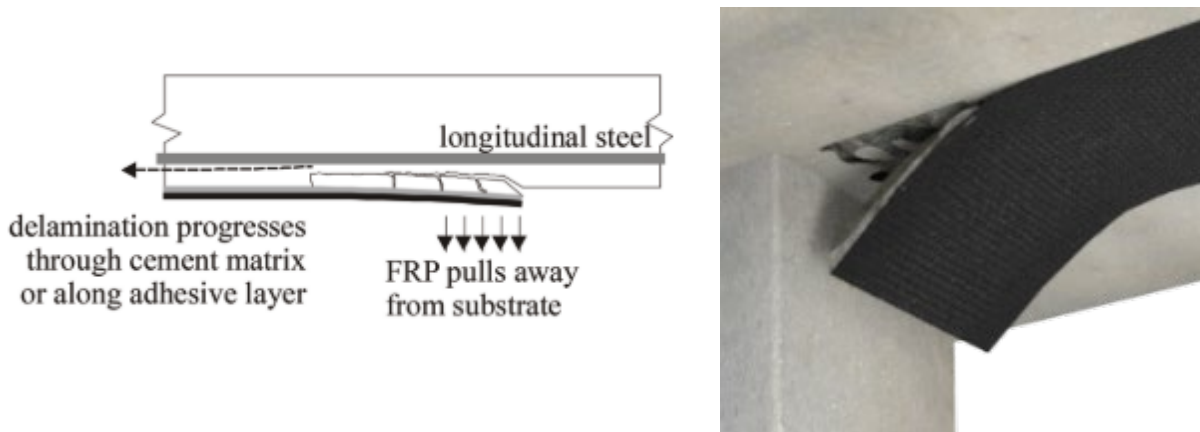 longitudinal steel
delamination progresses
through cement matrix
or along adhesive layer
FRP pulls away
from substrate